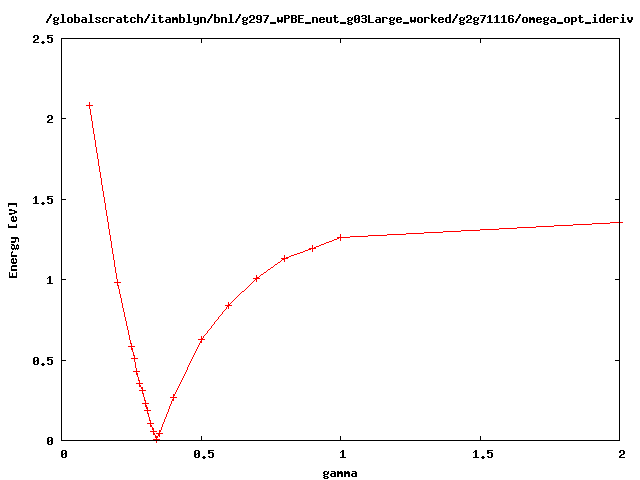 /globalscratch/itamblyn/bnl/g297_wPBE_neut_g03Large_worked/g2g71116/omega_opt_ideriv
2.5
2
1.5
1
0.5
0
Energy [eV]
0 0.5 1 1.5 2
gamma